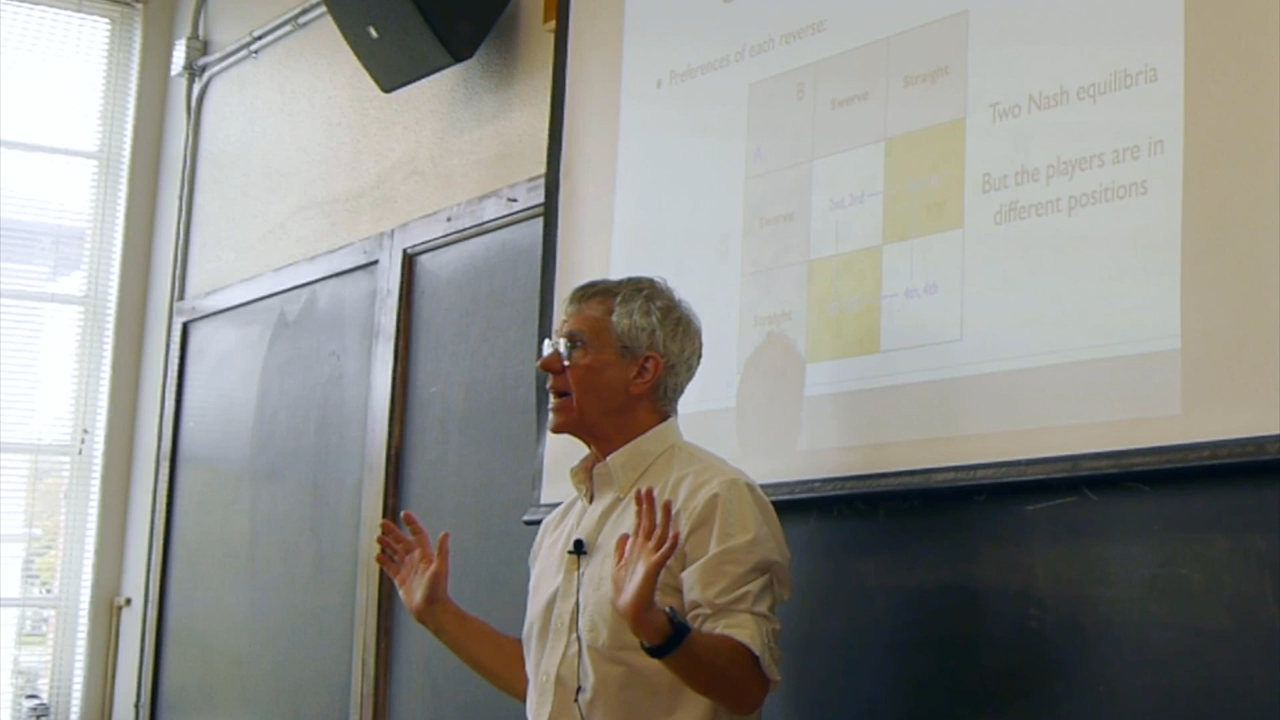 Preferences of each reverse:
B
Swerve
Straight
A
Swerve
2nd, 2nd
Straight
4th, 4th
Two Nash equilibria
But the players are in
different positions